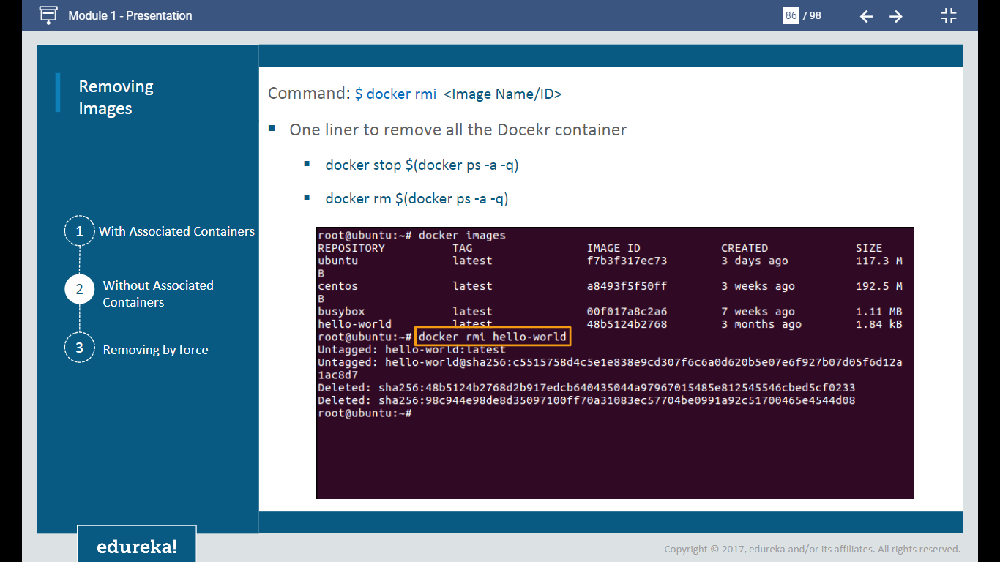 Module 1 - Presentation
86 / 98
Removing
Images
1 With Associated Containers
2 Without Associated
Containers
3 Removing by force
Command: $ docker rmi <Image Name/ID>
One liner to remove all the Docekr container
docker stop $(docker ps -a -q)
docker rm $(docker ps -a -q)
root@ubuntu:~# docker images
REPOSITORY TAG IMAGE ID CREATED SIZE
ubuntu latest f7b3f317ec73 3 days ago 117.3 M
B
centos latest a8493f5f50ff 3 weeks ago 192.5 M
B
busybox latest 00f017a8c2a6 7 weeks ago 1.11 MB
hello-world latest 48b5124b2768 3 months ago 1.84 kB
root@ubuntu:~# docker rmi hello-world
Untagged: hello-world:latest
Untagged: hello-world@sha256:c5515758d4c5e1e838e9cd307f6c6a0d620b5e07e6f927b07d05f6d12a
1ac8d7
Deleted: sha256:48b5124b2768d2b917edcb640435044a97967015485e812545546cbed5cf0233
Deleted: sha256:98c944e98de8d35097100ff70a31083ec57704be0991a92c51700465e4544d08
root@ubuntu:~#
edureka!
Copyright © 2017, edureka and/or its affiliates. All rights reserved.